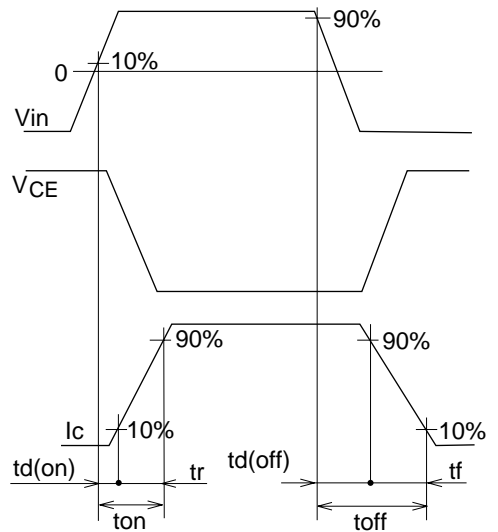 90%
10%
0
Vin
VCE
90%
90%
Ic
10%
10%
td(on)
tr
td(off)
tf
ton
toff